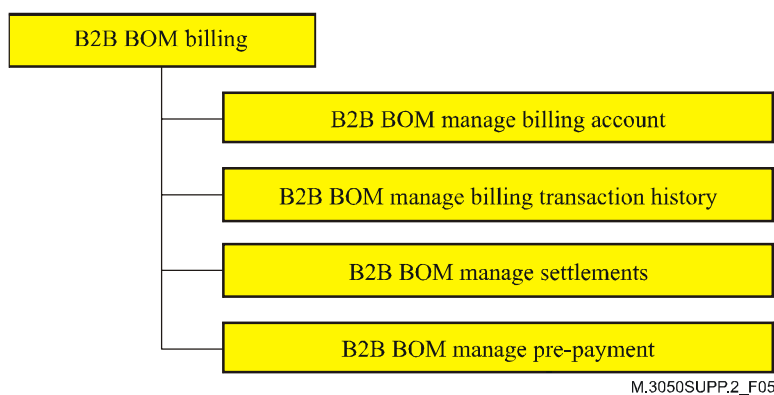 B2B BOM billing
B2B BOM manage billing account
B2B BOM manage billing transaction history
B2B BOM manage settlements
B2B BOM manage pre-payment
M.3050SUPP.2_F05